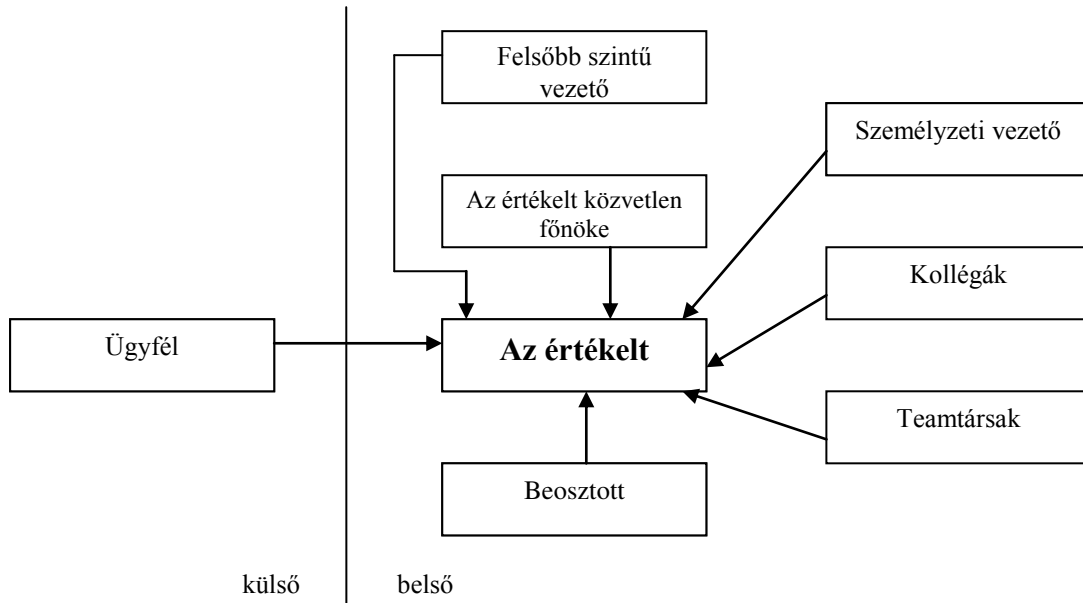 Felsőbb szintű
vezető
Személyzeti vezető
Az értékelt közvetlen
főnöke
Kollégák
Ügyfél
Az értékelt
Teamtársak
Beosztott
külső
belső